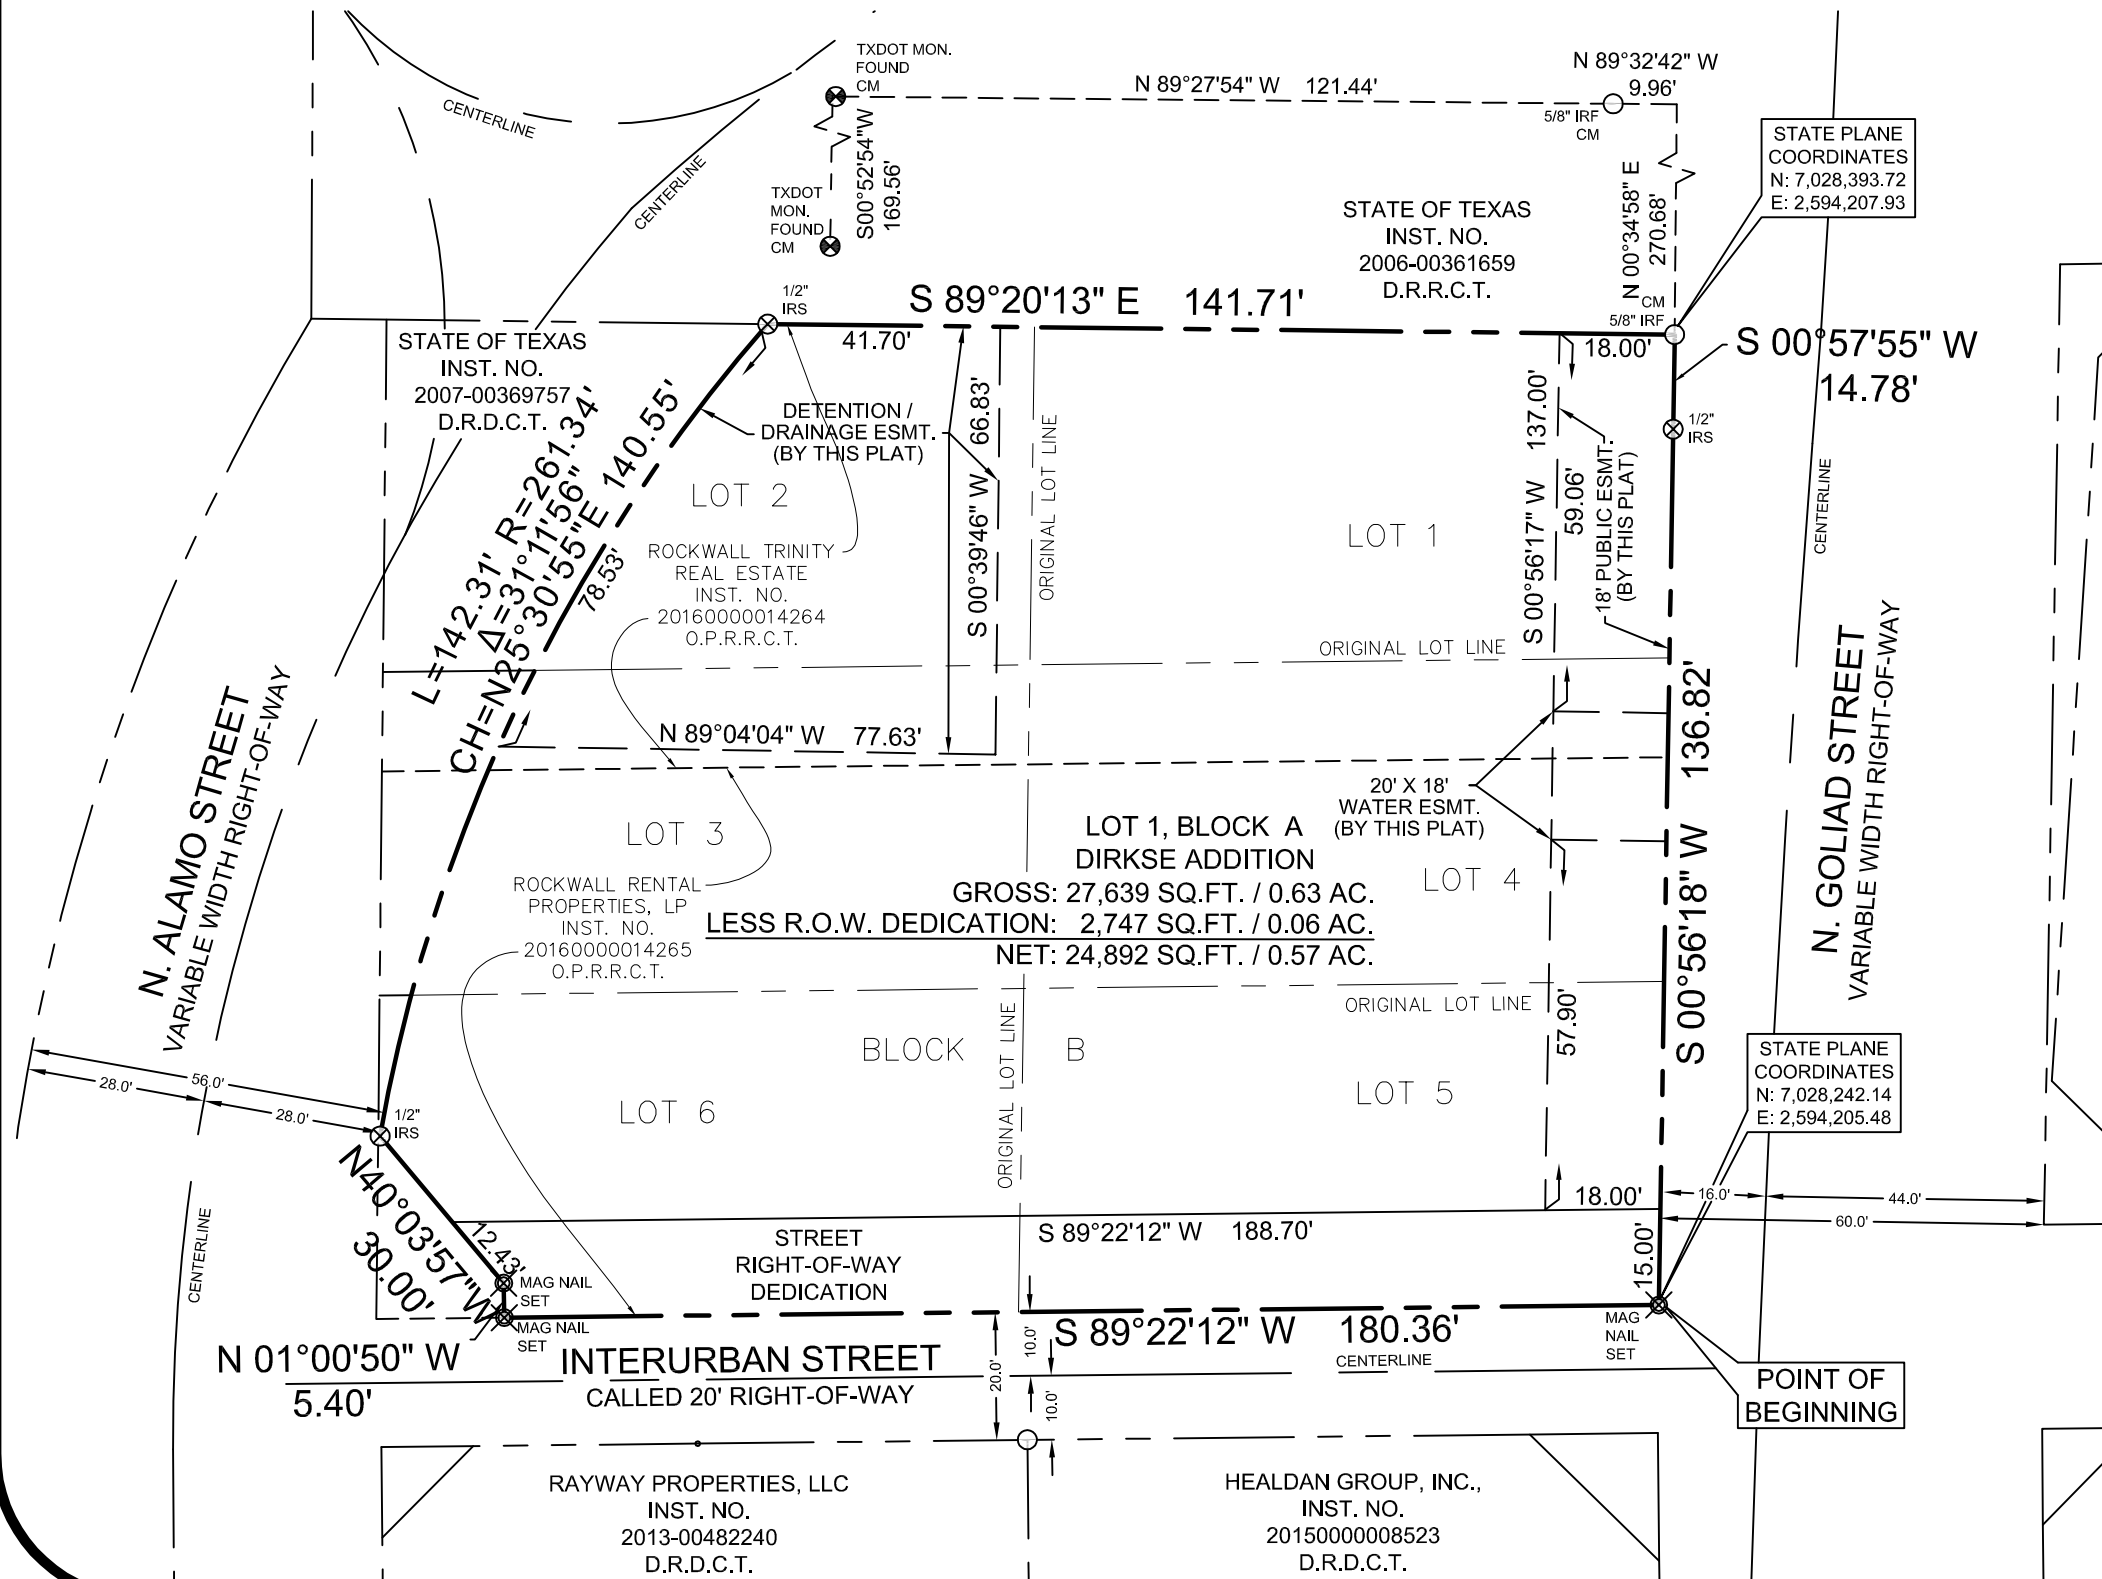 TXDOT MON.
FOUND
CM
N 89°27'54" W 121.44'
N 89°32'42" W
9.96'
5/8" IRF
CM
CENTERLINE
CENTERLINE
S00°52'54"W
169.56'
TXDOT
MON.
FOUND
CM
STATE PLANE
COORDINATES
N: 7,028,393.72
E: 2,594,207.93
STATE OF TEXAS
INST. NO.
2006-00361659
D.R.R.C.T.
N 00°34'58" E
270.68'
CM
5/8" IRF
1/2"
IRS
S 89°20'13" E 141.71'
41.70'
18.00'
S 00°57'55" W
14.78'
1/2"
IRS
STATE OF TEXAS
INST. NO.
2007-00369757
D.R.D.C.T.
L=142.31' R=261.34'
Δ=31°11'56"
CH=N25°30'55"E 140.55'
78.53'
DETENTION /
DRAINAGE ESMT.
(BY THIS PLAT)
S 00°39'46" W 66.83'
ORIGINAL LOT LINE
S 00°56'17" W 137.00'
59.06'
18' PUBLIC ESMT.
(BY THIS PLAT)
CENTERLINE
LOT 2
LOT 1
ROCKWALL TRINITY
REAL ESTATE
INST. NO.
20160000014264
O.P.R.R.C.T.
ORIGINAL LOT LINE
N. ALAMO STREET
VARIABLE WIDTH RIGHT-OF-WAY
N. GOLIAD STREET
VARIABLE WIDTH RIGHT-OF-WAY
N 89°04'04" W 77.63'
S 00°56'18" W 136.82'
20' X 18'
WATER ESMT.
(BY THIS PLAT)
LOT 3
LOT 4
LOT 1, BLOCK A
DIRKSE ADDITION
GROSS: 27,639 SQ.FT. / 0.63 AC.
LESS R.O.W. DEDICATION: 2,747 SQ.FT. / 0.06 AC.
NET: 24,892 SQ.FT. / 0.57 AC.
ROCKWALL RENTAL
PROPERTIES, LP
INST. NO.
20160000014265
O.P.R.R.C.T.
ORIGINAL LOT LINE
ORIGINAL LOT LINE
57.90'
BLOCK B
LOT 6
LOT 5
STATE PLANE
COORDINATES
N: 7,028,242.14
E: 2,594,205.48
56.0'
28.0'
28.0'
1/2"
IRS
N40°03'57"W
30.00'
12.43'
CENTERLINE
STREET
RIGHT-OF-WAY
DEDICATION
S 89°22'12" W 188.70'
18.00'
15.00'
16.0'
44.0'
60.0'
MAG NAIL
SET
MAG NAIL
SET
MAG
NAIL
SET
N 01°00'50" W
5.40'
INTERURBAN STREET
CALLED 20' RIGHT-OF-WAY
20.0'
10.0'
10.0'
S 89°22'12" W 180.36'
CENTERLINE
POINT OF
BEGINNING
RAYWAY PROPERTIES, LLC
INST. NO.
2013-00482240
D.R.D.C.T.
HEALDAN GROUP, INC.,
INST. NO.
20150000008523
D.R.D.C.T.